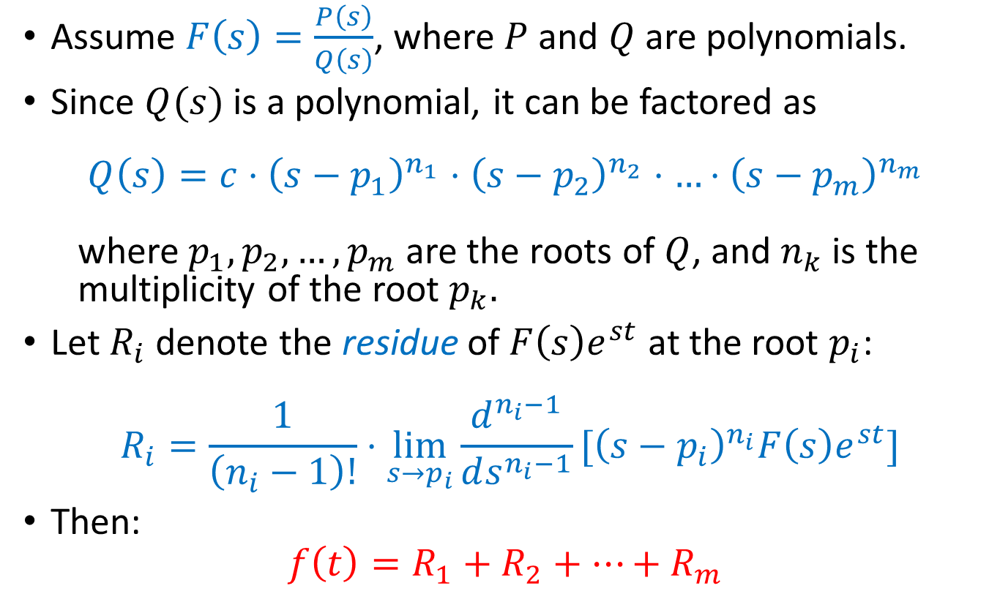 • Assume $F(s) = \frac{P(s)}{Q(s)}$, where $P$ and $Q$ are polynomials.
• Since $Q(s)$ is a polynomial, it can be factored as
$Q(s) = c \cdot (s - p_1)^{n_1} \cdot (s - p_2)^{n_2} \cdot \ldots \cdot (s - p_m)^{n_m}$
where $p_1, p_2, \ldots, p_m$ are the roots of $Q$, and $n_k$ is the
multiplicity of the root $p_k$.
• Let $R_i$ denote the residue of $F(s)e^{st}$ at the root $p_i$:
$R_i = \frac{1}{(n_i - 1)!} \cdot \lim_{s \to p_i} \frac{d^{n_i - 1}}{ds^{n_i - 1}} [(s - p_i)^{n_i} F(s)e^{st}]$
• Then:
$f(t) = R_1 + R_2 + \cdots + R_m$